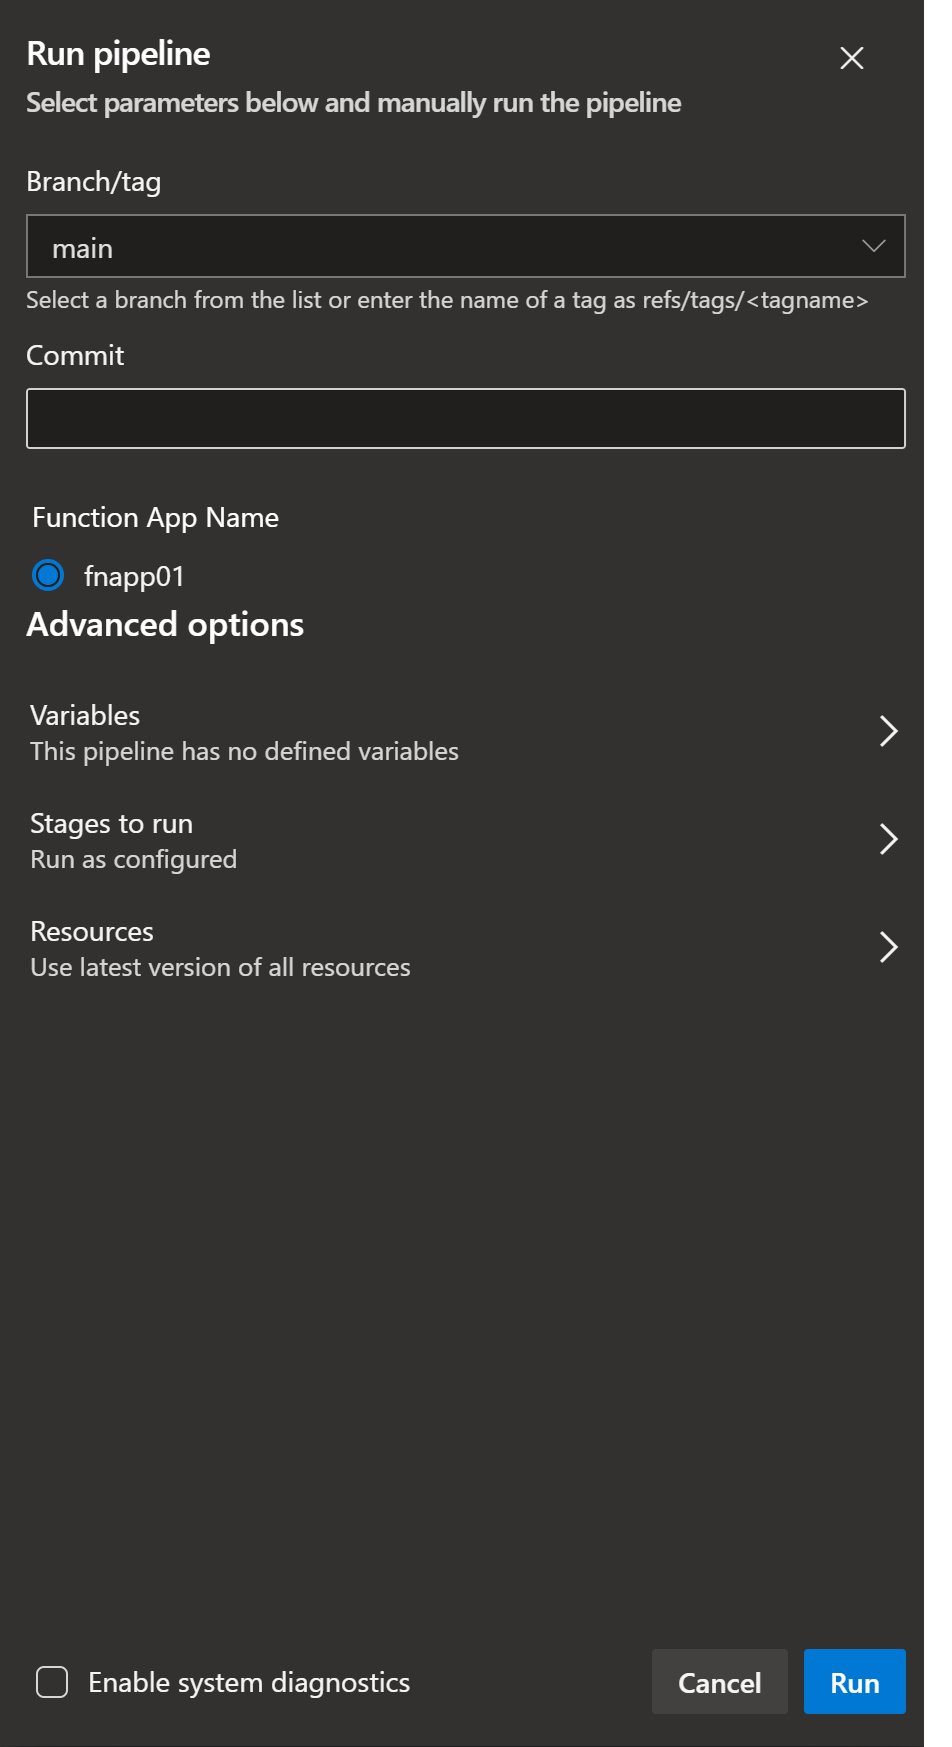 Run pipeline
Select parameters below and manually run the pipeline
Branch/tag
main
Select a branch from the list or enter the name of a tag as refs/tags/<tagname>
Commit
Function App Name
fnapp01
Advanced options
Variables
This pipeline has no defined variables
Stages to run
Run as configured
Resources
Use latest version of all resources
Enable system diagnostics
Cancel
Run